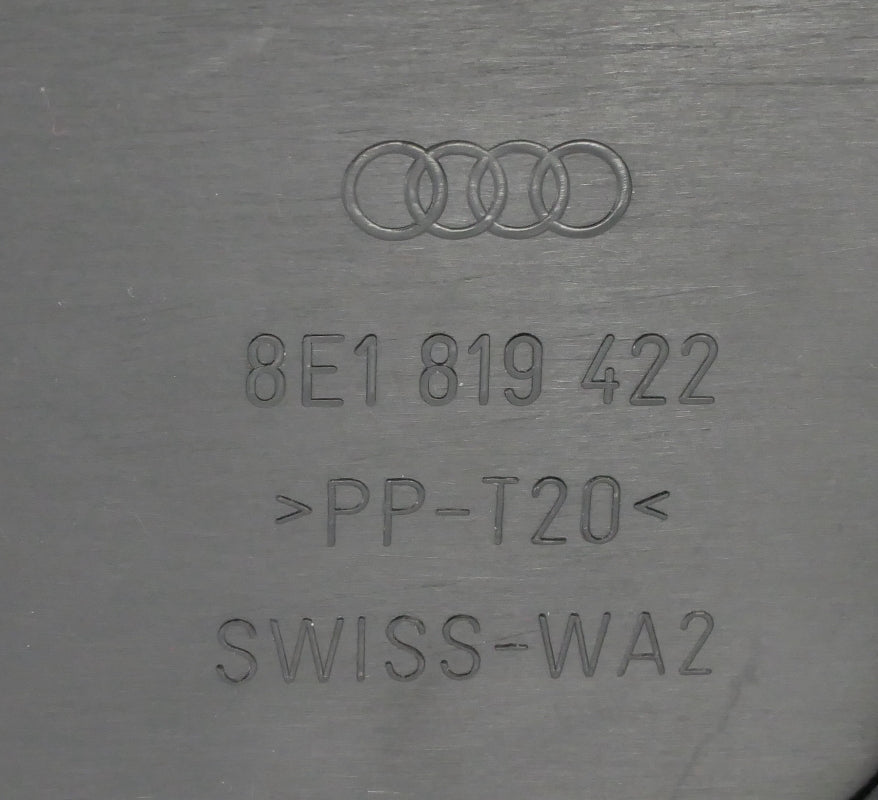 8E1 819 422
>PP-T20<
SWISS-WA2